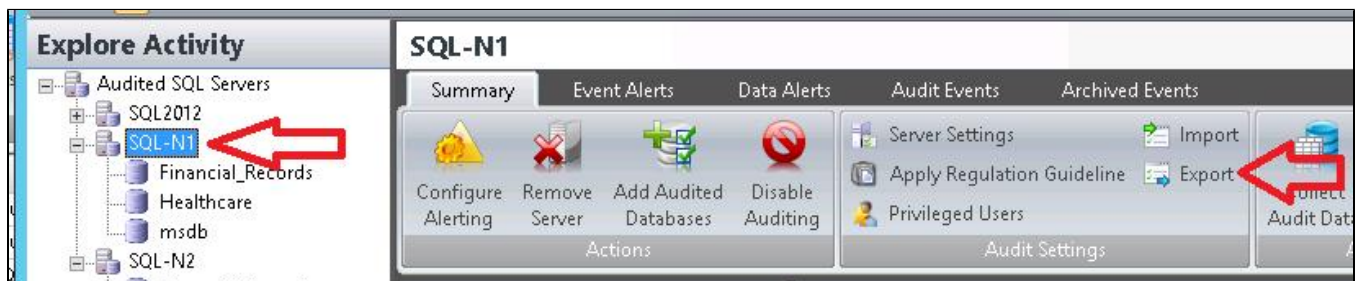 Explore Activity
Audited SQL Servers
SQL2012
SQL-N1
Financial_Records
Healthcare
msdb
SQL-N2
SQL-N1
Summary
Event Alerts
Data Alerts
Audit Events
Archived Events
Configure Alerting
Remove Server
Add Audited Databases
Disable Auditing
Actions
Server Settings
Apply Regulation Guideline
Privileged Users
Import
Export
Audit Settings
Audit